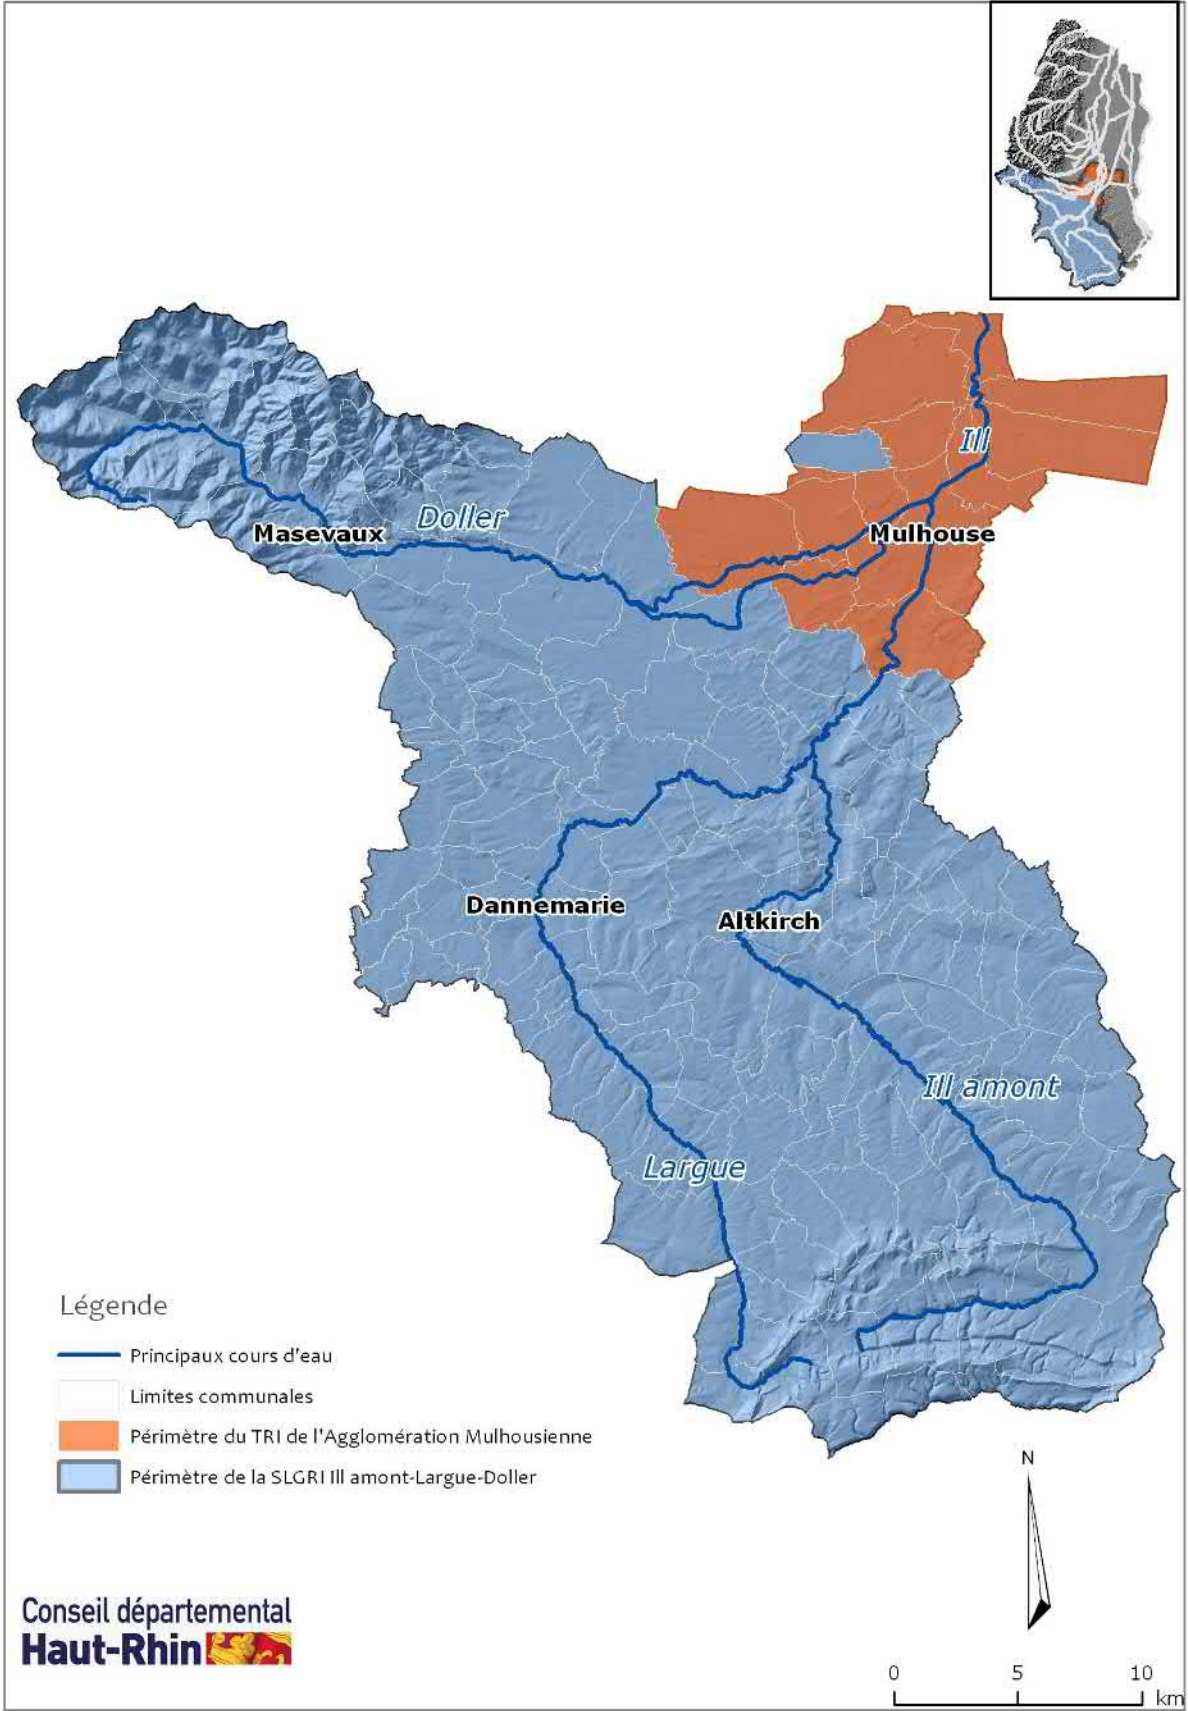 Ill
Doller
Masevaux
Mulhouse
Dannemarie
Altkirch
Ill amont
Largue
Légende
Principaux cours d'eau
Limites communales
Périmètre du TRI de l'Agglomération Mulhousienne
Périmètre de la SLGRI Ill amont-Largue-Doller
N
Conseil départemental
Haut-Rhin
0 5 10
km